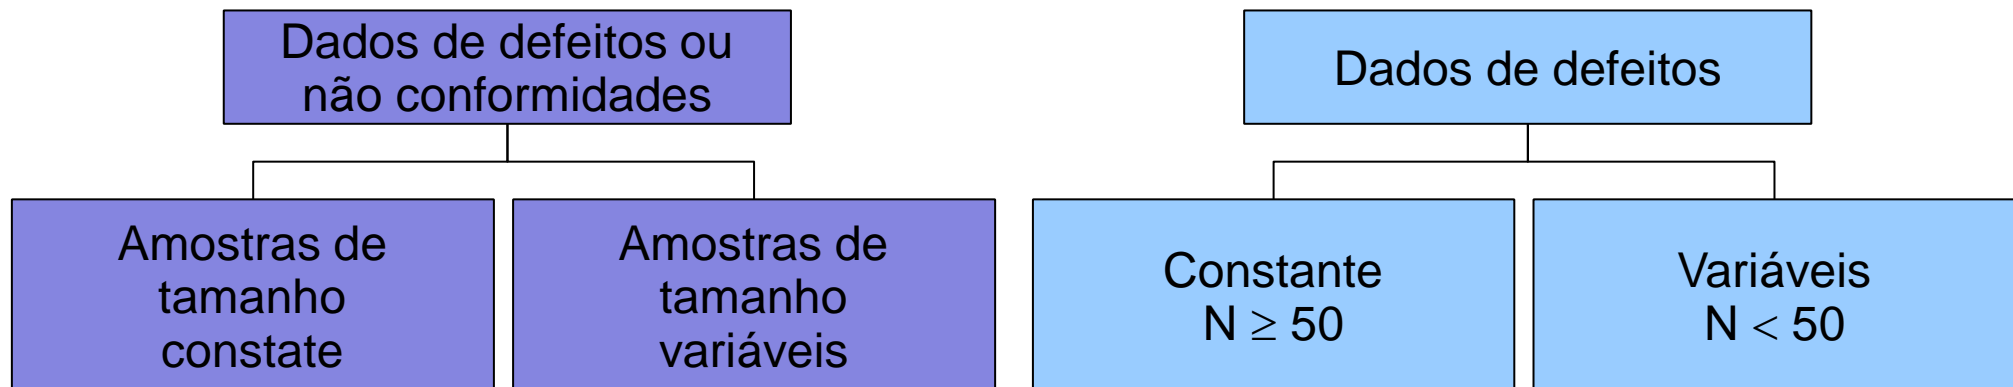 Dados de defeitos ou
não conformidades
Amostras de
tamanho
constate
Amostras de
tamanho
variáveis
Dados de defeitos
Constante
N ≥ 50
Variáveis
N < 50